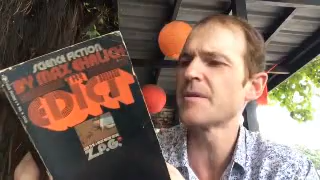 SCIENCE FICTION
BY MAX EHRLICH
THE
EDICT
Z.P.G.